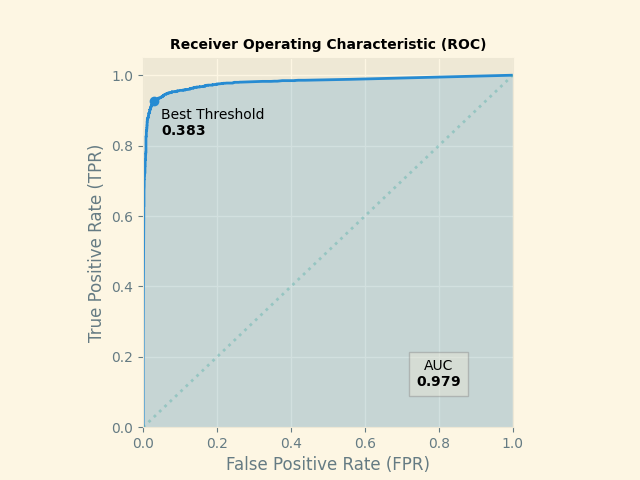 Receiver Operating Characteristic (ROC)
1.0
Best Threshold
0.383
0.8
0.6
0.4
0.2
0.0
True Positive Rate (TPR)
AUC
0.979
0.0 0.2 0.4 0.6 0.8 1.0
False Positive Rate (FPR)